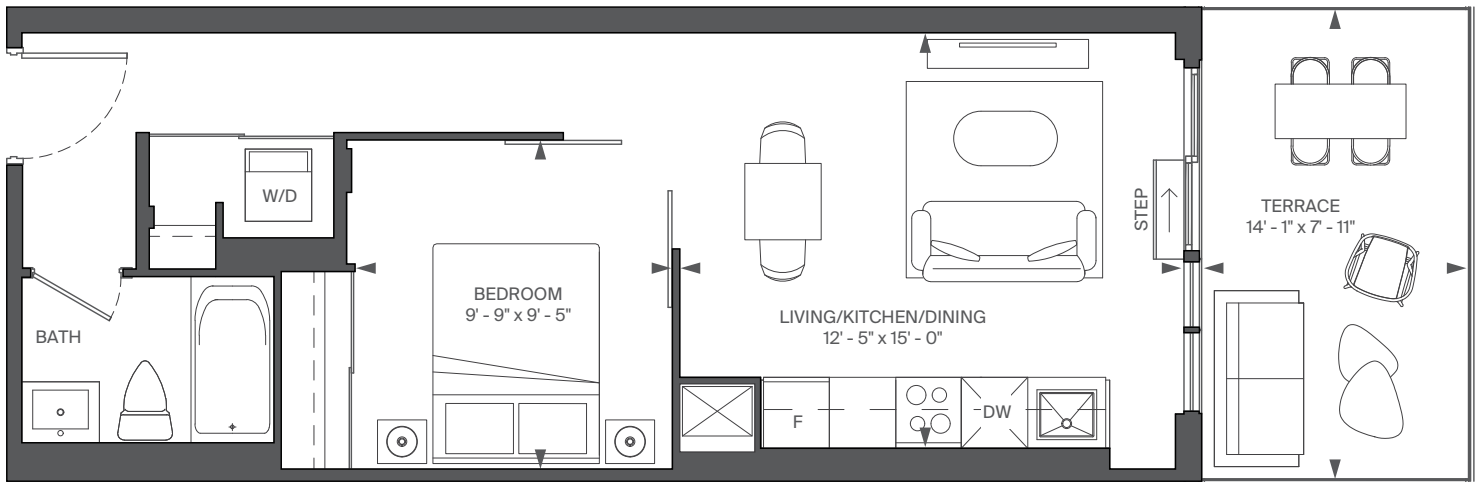 W/D
BATH
BEDROOM
9' - 9" x 9' - 5"
LIVING/KITCHEN/DINING
12' - 5" x 15' - 0"
F
DW
STEP
TERRACE
14' - 1" x 7' - 11"